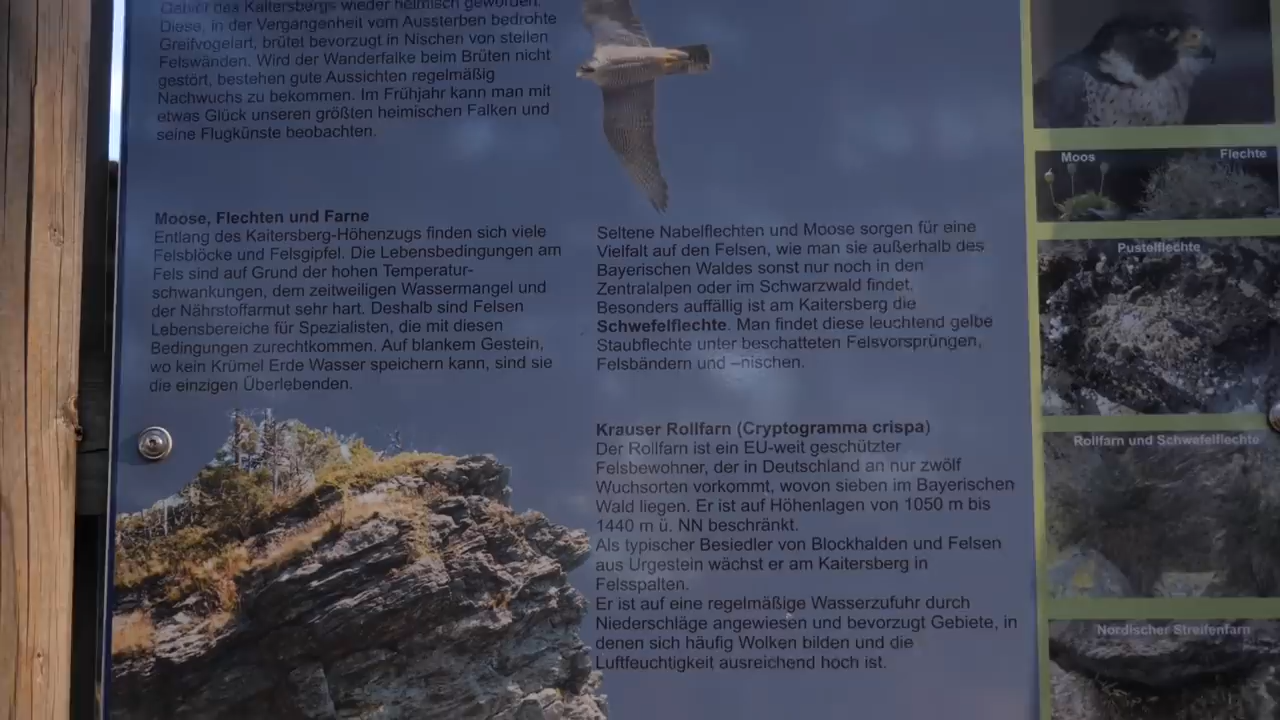 des Kaitersbergs wieder heimisch geworden.
Diese, in der Vergangenheit vom Aussterben bedrohte
Greifvogelart, brütet bevorzugt in Nischen von steilen
Felswänden. Wird der Wanderfalke beim Brüten nicht
gestört, bestehen gute Aussichten regelmäßig
Nachwuchs zu bekommen. Im Frühjahr kann man mit
etwas Glück unseren größten heimischen Falken und
seine Flugkünste beobachten.
Moose, Flechten und Farne
Entlang des Kaitersberg-Höhenzugs finden sich viele
Felsblöcke und Felsgipfel. Die Lebensbedingungen am
Fels sind auf Grund der hohen Temperatur-
schwankungen, dem zeitweiligen Wassermangel und
der Nährstoffarmut sehr hart. Deshalb sind Felsen
Lebensbereiche für Spezialisten, die mit diesen
Bedingungen zurechtkommen. Auf blankem Gestein,
wo kein Krümel Erde Wasser speichern kann, sind sie
die einzigen Überlebenden.
Seltene Nabelflechten und Moose sorgen für eine
Vielfalt auf den Felsen, wie man sie außerhalb des
Bayerischen Waldes sonst nur noch in den
Zentralalpen oder im Schwarzwald findet.
Besonders auffällig ist am Kaitersberg die
Schwefelflechte. Man findet diese leuchtend gelbe
Staubflechte unter beschatteten Felsvorsprüngen,
Felsbändern und –nischen.
Krauser Rollfarn (Cryptogramma crispa)
Der Rollfarn ist ein EU-weit geschützter
Felsbewohner, der in Deutschland an nur zwölf
Wuchsorten vorkommt, wovon sieben im Bayerischen
Wald liegen. Er ist auf Höhenlagen von 1050 m bis
1440 m ü. NN beschränkt.
Als typischer Besiedler von Blockhalden und Felsen
aus Urgestein wächst er am Kaitersberg in
Felsspalten.
Er ist auf eine regelmäßige Wasserzufuhr durch
Niederschläge angewiesen und bevorzugt Gebiete, in
denen sich häufig Wolken bilden und die
Luftfeuchtigkeit ausreichend hoch ist.
Moos
Flechte
Pustelflechte
Rollfarn und Schwefelflechte
Nordischer Streifenfarn